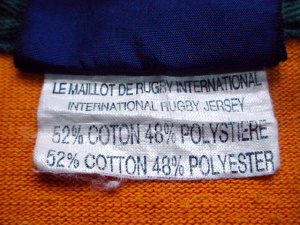 LE MAILLOT DE RUGBY INTERNATIONAL
INTERNATIONAL RUGBY JERSEY
52% COTON 48% POLYSTIERE
52% COTTON 48% POLYESTER